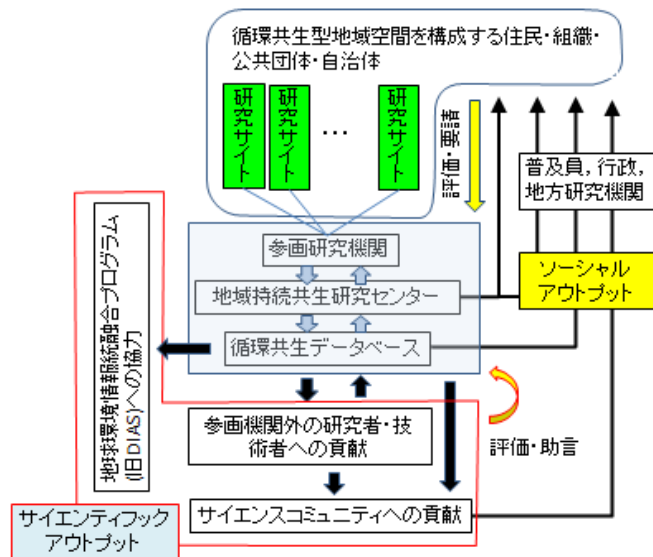 循環共生型地域空間を構成する住民・組織・
公共団体・自治体
研究サイト
研究サイト
…
研究サイト
評価・要請
普及員，行政，
地方研究機関
参画研究機関
地域持続共生研究センター
循環共生データベース
ソーシャル
アウトプット
地球環境情報統融合プログラム
(旧DIAS)への協力
参画機関外の研究者・技
術者への貢献
評価・助言
サイエンスコミュニティへの貢献
サイエンティフック
アウトプット